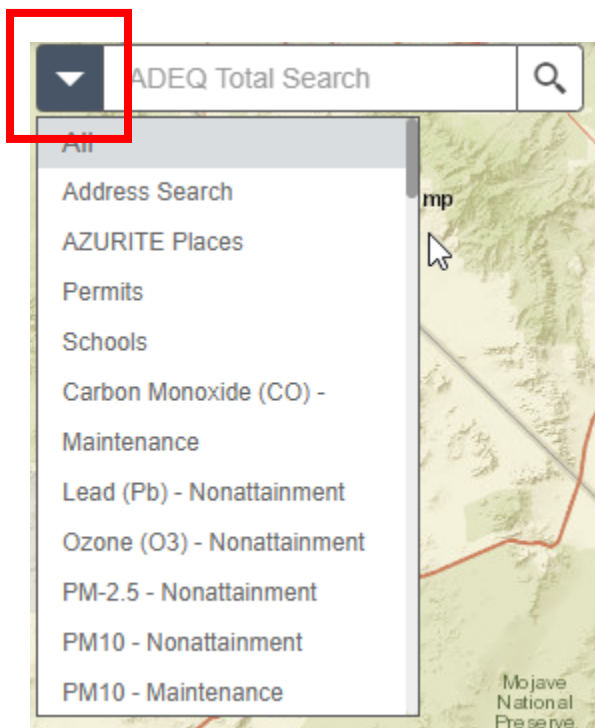 ADEQ Total Search
All
Address Search
AZURITE Places
mp
Permits
Schools
Carbon Monoxide (CO) -
Maintenance
Lead (Pb) - Nonattainment
Ozone (O3) - Nonattainment
PM-2.5 - Nonattainment
PM10 - Nonattainment
PM10 - Maintenance
Mojave
National
Preserve